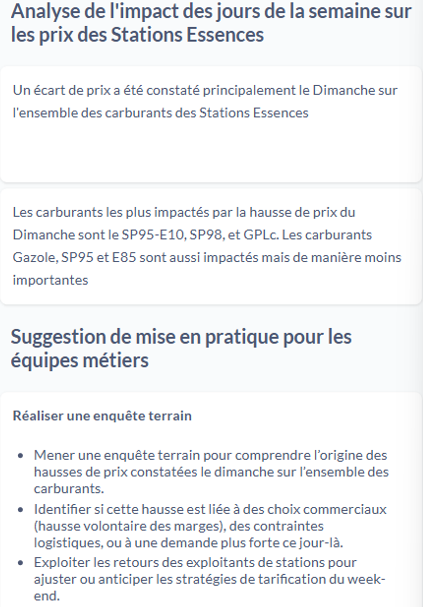 Analyse de l'impact des jours de la semaine sur
les prix des Stations Essences
Un écart de prix a été constaté principalement le Dimanche sur
l'ensemble des carburants des Stations Essences
Les carburants les plus impactés par la hausse de prix du
Dimanche sont le SP95-E10, SP98, et GPLc. Les carburants
Gazole, SP95 et E85 sont aussi impactés mais de manière moins
importantes
Suggestion de mise en pratique pour les
équipes métiers
Réaliser une enquête terrain
• Mener une enquête terrain pour comprendre l'origine des
hausses de prix constatées le dimanche sur l'ensemble des
carburants.
• Identifier si cette hausse est liée à des choix commerciaux
(hausse volontaire des marges), des contraintes
logistiques, ou à une demande plus forte ce jour-là.
• Exploiter les retours des exploitants de stations pour
ajuster ou anticiper les stratégies de tarification du week-
end.